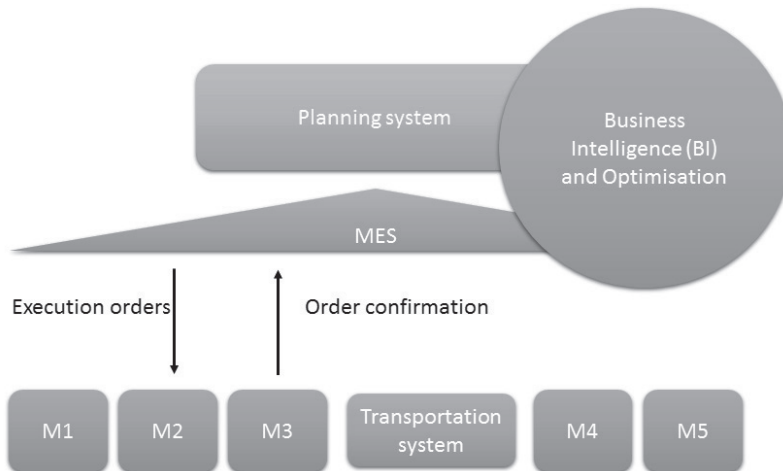 Planning system
Business
Intelligence (BI)
and Optimisation
MES
Execution orders
Order confirmation
M1
M2
M3
Transportation
system
M4
M5